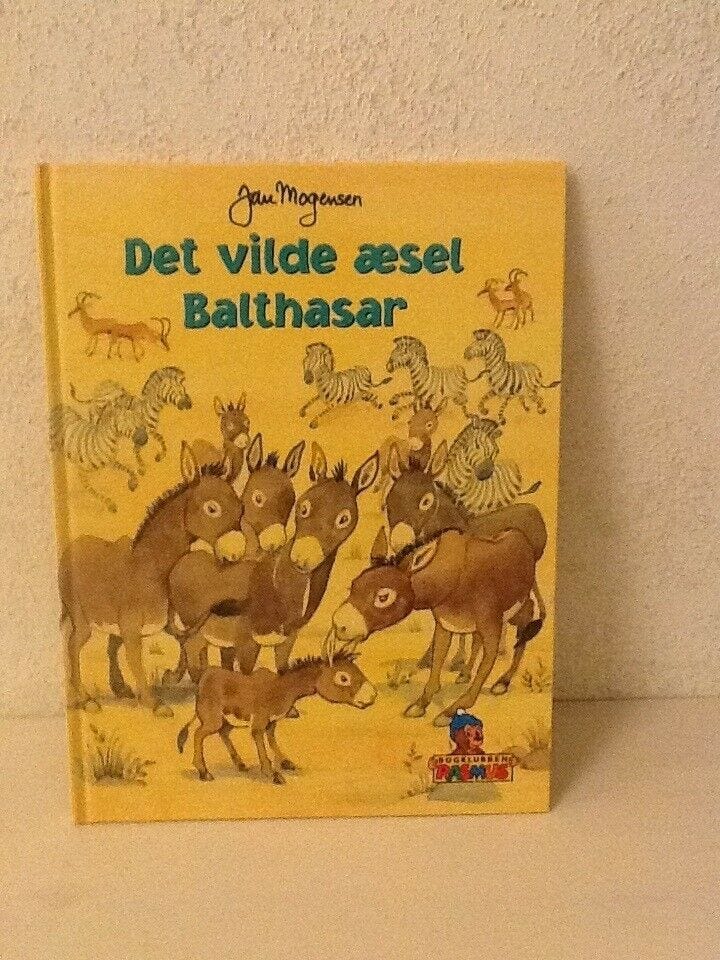 Jan Mogensen
Det vilde æsel
Balthasar
BOGKLUBBEN
RASMUS